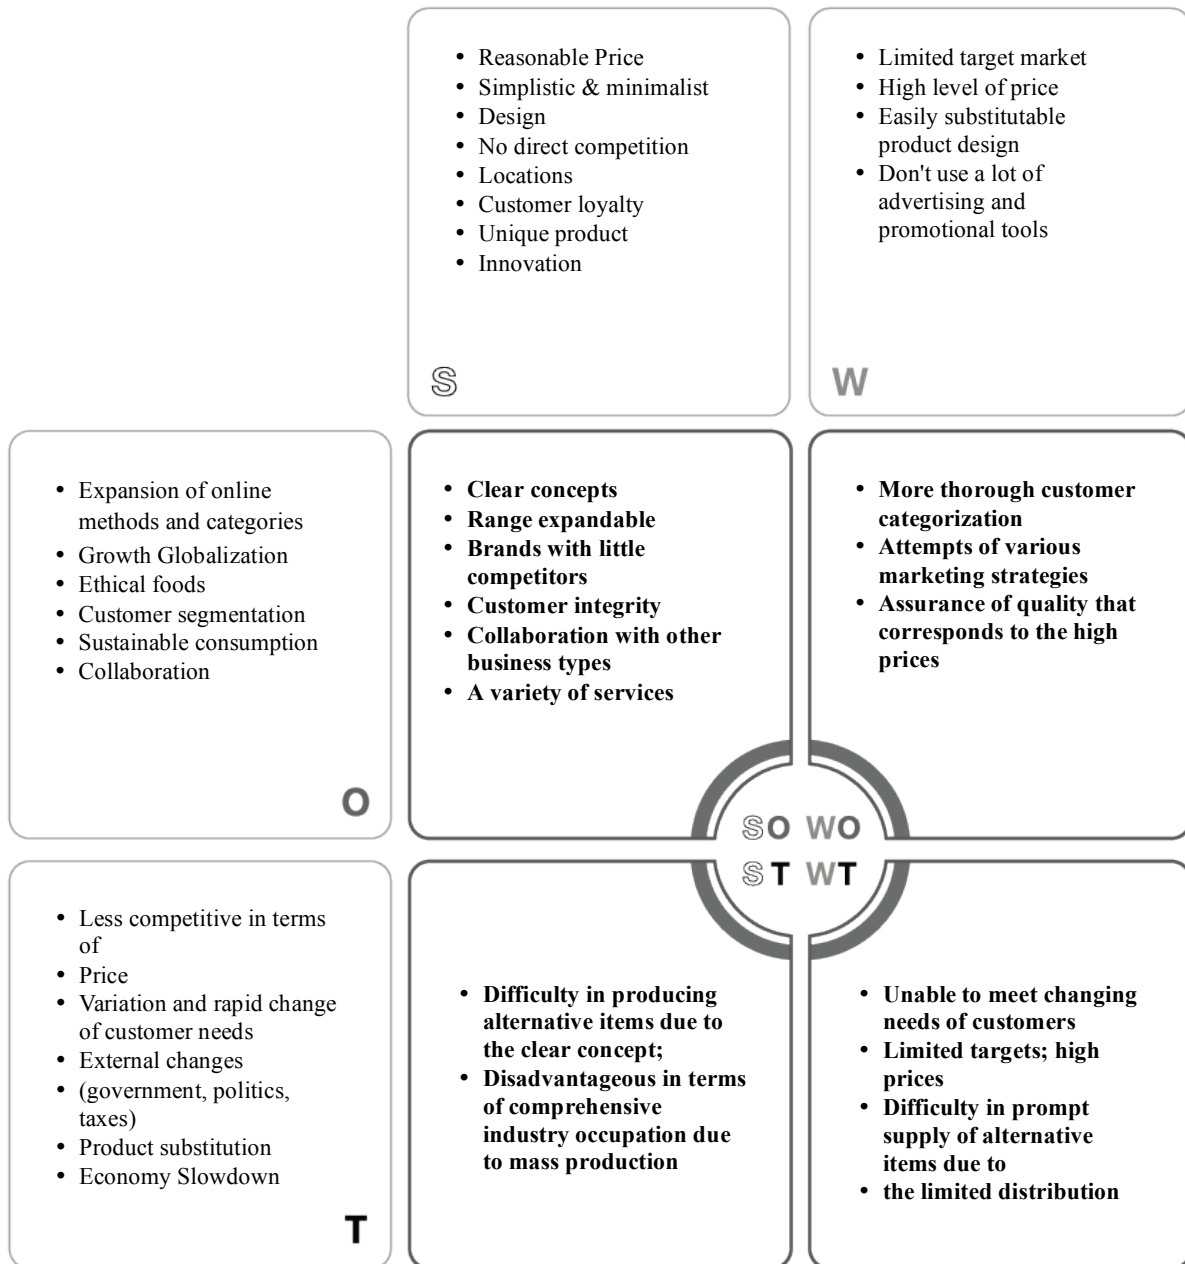 • Reasonable Price
• Simplistic & minimalist
• Design
• No direct competition
• Locations
• Customer loyalty
• Unique product
• Innovation
S
• Limited target market
• High level of price
• Easily substitutable
product design
• Don't use a lot of
advertising and
promotional tools
W
• Expansion of online
methods and categories
• Growth Globalization
• Ethical foods
• Customer segmentation
• Sustainable consumption
• Collaboration
O
• Clear concepts
• Range expandable
• Brands with little
competitors
• Customer integrity
• Collaboration with other
business types
• A variety of services
• More thorough customer
categorization
• Attempts of various
marketing strategies
• Assurance of quality that
corresponds to the high
prices
SO WO
ST WT
• Less competitive in terms
of
• Price
• Variation and rapid change
of customer needs
• External changes
• (government, politics,
taxes)
• Product substitution
• Economy Slowdown
T
• Difficulty in producing
alternative items due to
the clear concept;
• Disadvantageous in terms
of comprehensive
industry occupation due
to mass production
• Unable to meet changing
needs of customers
• Limited targets; high
prices
• Difficulty in prompt
supply of alternative
items due to
• the limited distribution